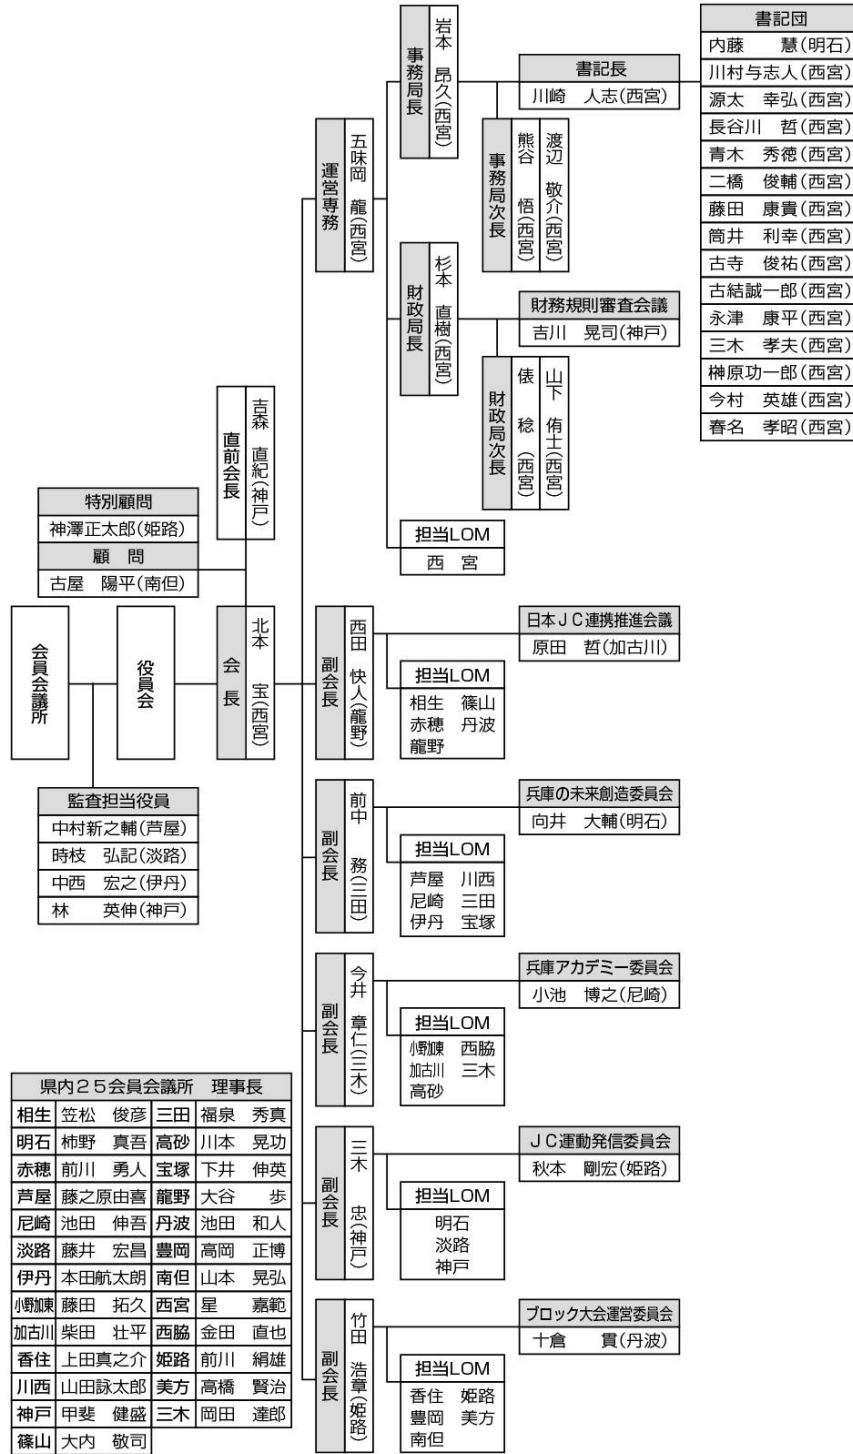 書記団
内藤　慧(明石)
川村与志人(西宮)
源太　幸弘(西宮)
長谷川　哲(西宮)
青木　秀徳(西宮)
二橋　俊輔(西宮)
藤田　康貴(西宮)
筒井　利幸(西宮)
古寺　俊祐(西宮)
古結誠一郎(西宮)
永津　康平(西宮)
三木　孝夫(西宮)
榊原功一郎(西宮)
今村　英雄(西宮)
春名　孝昭(西宮)
事務局長
岩本　昂久(西宮)
書記長
川崎　人志(西宮)
事務局次長
熊谷　悟(西宮)
渡辺　敬介(西宮)
運営専務
五味岡　龍(西宮)
財政局長
杉本　直樹(西宮)
財務規則審査会議
吉川　晃司(神戸)
財政局次長
俵　稔(西宮)
山下　侑士(西宮)
担当LOM
西宮
直前会長
吉森　直紀(神戸)
特別顧問
神澤正太郎(姫路)
顧問
古屋　陽平(南但)
会員会議所
役員会
会長
北本　宝(西宮)
監査担当役員
中村新之輔(芦屋)
時枝　弘記(淡路)
中西　宏之(伊丹)
林　英伸(神戸)
副会長
西田　快人(龍野)
日本ＪＣ連携推進会議
原田　哲(加古川)
担当LOM
相生　篠山
赤穂　丹波
龍野
副会長
前中　務(三田)
兵庫の未来創造委員会
向井　大輔(明石)
担当LOM
芦屋　川西
尼崎　三田
伊丹　宝塚
副会長
今井　章仁(三木)
兵庫アカデミー委員会
小池　博之(尼崎)
担当LOM
小野加東　西脇
加古川　三木
高砂
副会長
三木　忠(神戸)
ＪＣ運動発信委員会
秋本　剛宏(姫路)
担当LOM
明石
淡路
神戸
副会長
竹田　浩章(姫路)
ブロック大会運営委員会
十倉　貫(丹波)
担当LOM
香住　姫路
豊岡　美方
南但
県内２５会員会議所　理事長
相生　笠松　俊彦　三田　福泉　秀真
明石　柿野　真吾　高砂　川本　晃功
赤穂　前川　勇人　宝塚　下井　伸英
芦屋　藤之原由喜　龍野　大谷　歩
尼崎　池田　伸吾　丹波　池田　和人
淡路　藤井　宏昌　豊岡　高岡　正博
伊丹　本田航太朗　南但　山本　晃弘
小野加東　藤田　拓久　西宮　星　嘉範
加古川　柴田　壮平　西脇　金田　直也
香住　上田真之介　姫路　前川　絹雄
川西　山田詠太郎　美方　高橋　賢治
神戸　甲斐　健盛　三木　岡田　達郎
篠山　大内　敬司